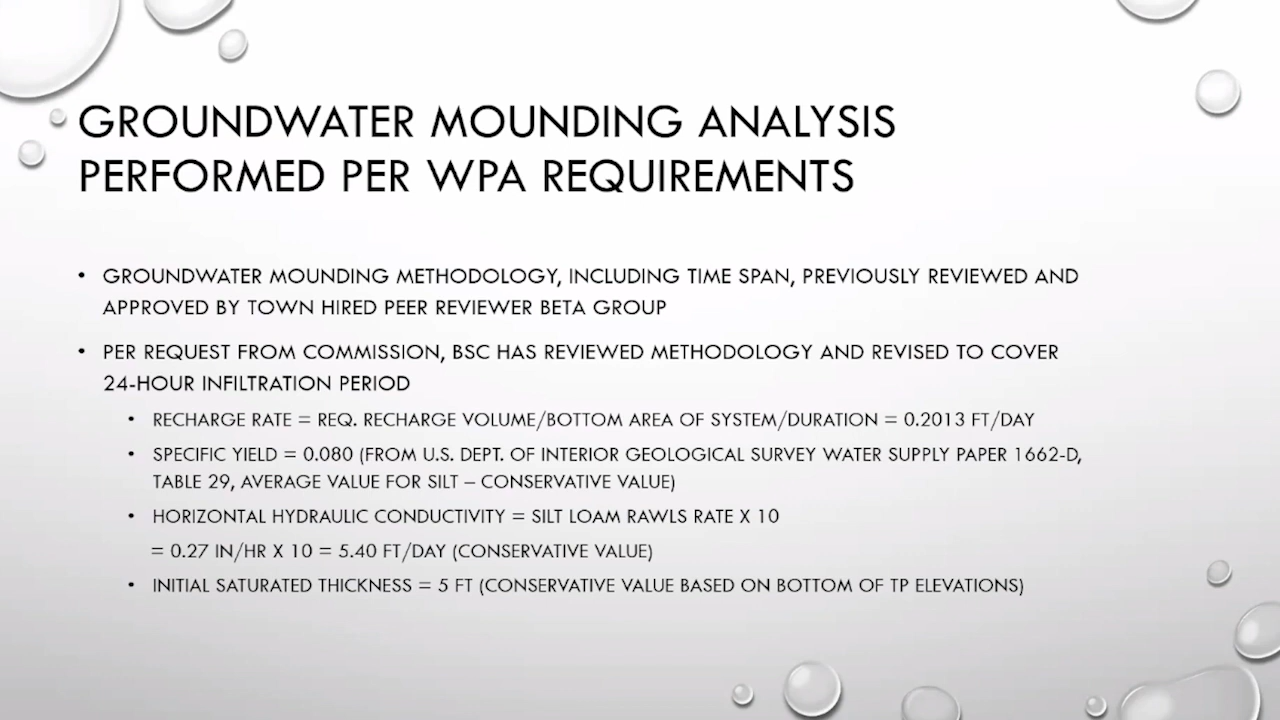 GROUNDWATER MOUNDING ANALYSIS
PERFORMED PER WPA REQUIREMENTS
• GROUNDWATER MOUNDING METHODOLOGY, INCLUDING TIME SPAN, PREVIOUSLY REVIEWED AND
APPROVED BY TOWN HIRED PEER REVIEWER BETA GROUP
• PER REQUEST FROM COMMISSION, BSC HAS REVIEWED METHODOLOGY AND REVISED TO COVER
24-HOUR INFILTRATION PERIOD
• RECHARGE RATE = REQ. RECHARGE VOLUME/BOTTOM AREA OF SYSTEM/DURATION = 0.2013 FT/DAY
• SPECIFIC YIELD = 0.080 (FROM U.S. DEPT. OF INTERIOR GEOLOGICAL SURVEY WATER SUPPLY PAPER 1662-D,
TABLE 29, AVERAGE VALUE FOR SILT – CONSERVATIVE VALUE)
• HORIZONTAL HYDRAULIC CONDUCTIVITY = SILT LOAM RAWLS RATE X 10
= 0.27 IN/HR X 10 = 5.40 FT/DAY (CONSERVATIVE VALUE)
• INITIAL SATURATED THICKNESS = 5 FT (CONSERVATIVE VALUE BASED ON BOTTOM OF TP ELEVATIONS)